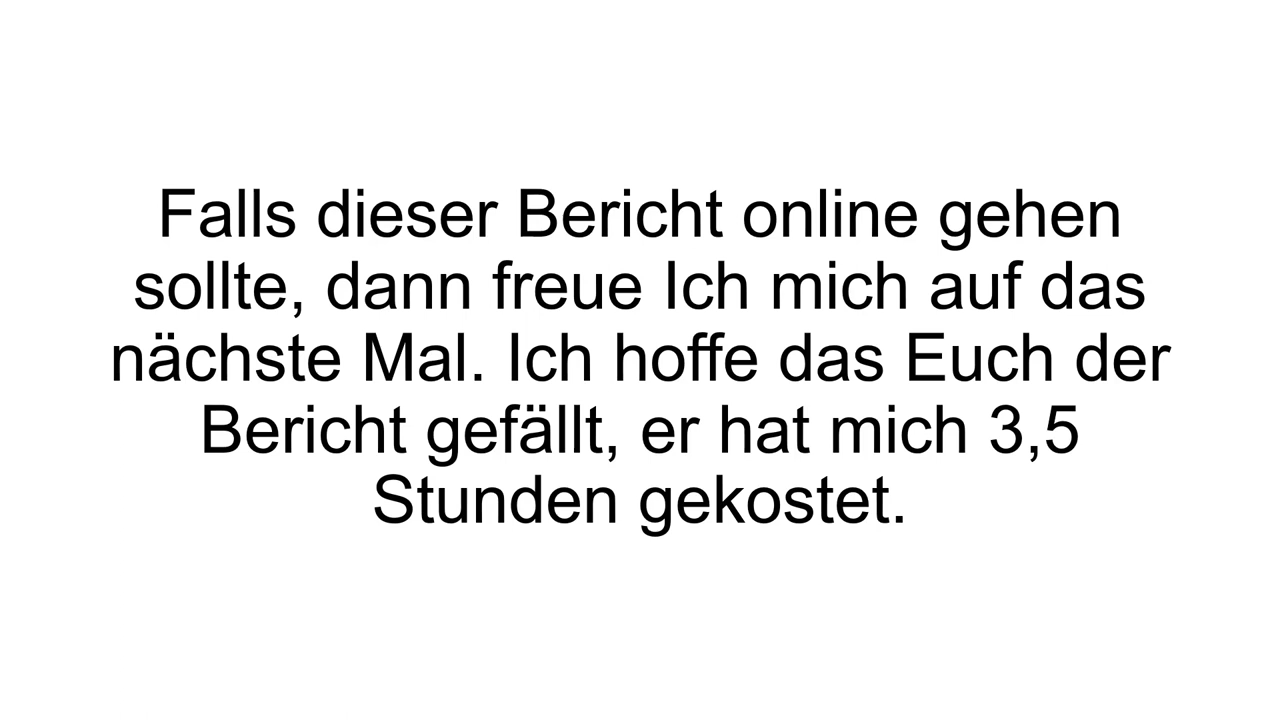 Falls dieser Bericht online gehen
sollte, dann freue Ich mich auf das
nächste Mal. Ich hoffe das Euch der
Bericht gefällt, er hat mich 3,5
Stunden gekostet.